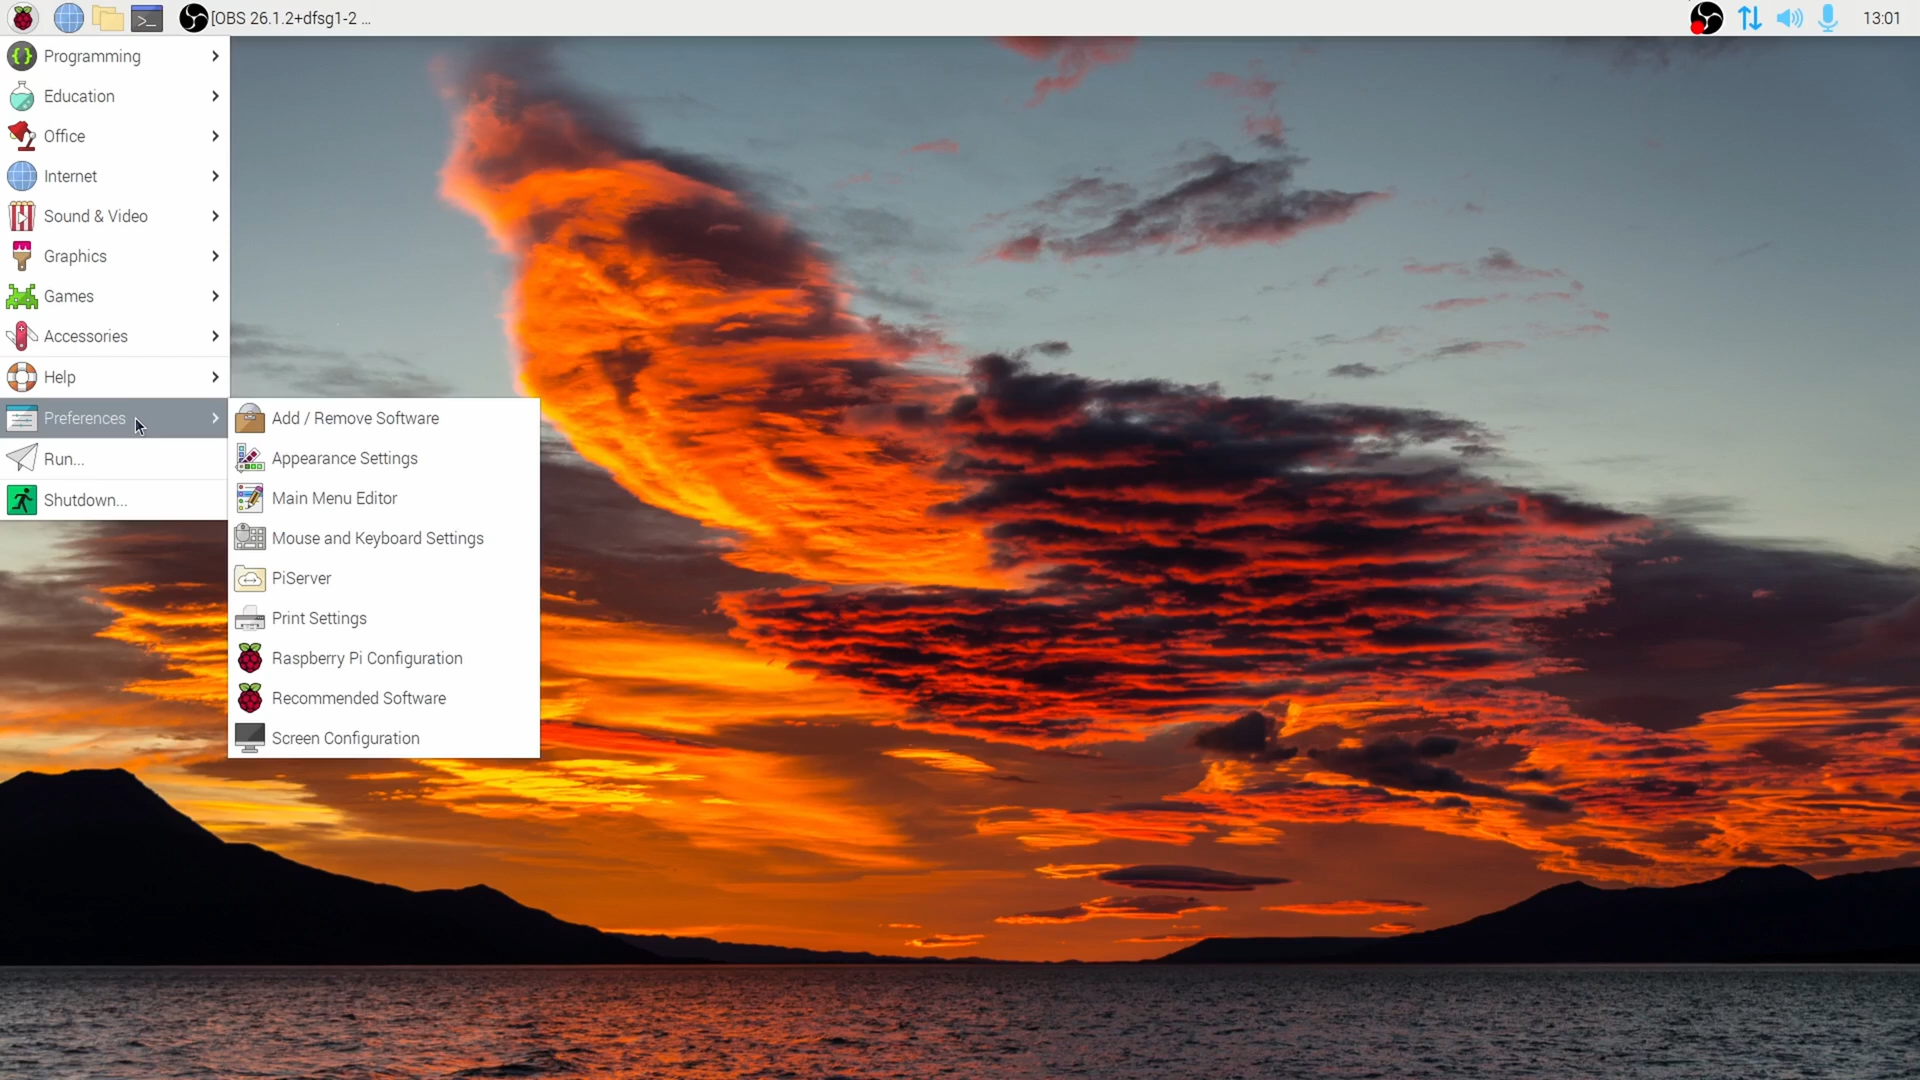 [OBS 26.1.2+dfsg1-2 ...
13:01
Programming
Education
Office
Internet
Sound & Video
Graphics
Games
Accessories
Help
Preferences
Run...
Shutdown...
Add / Remove Software
Appearance Settings
Main Menu Editor
Mouse and Keyboard Settings
PiServer
Print Settings
Raspberry Pi Configuration
Recommended Software
Screen Configuration